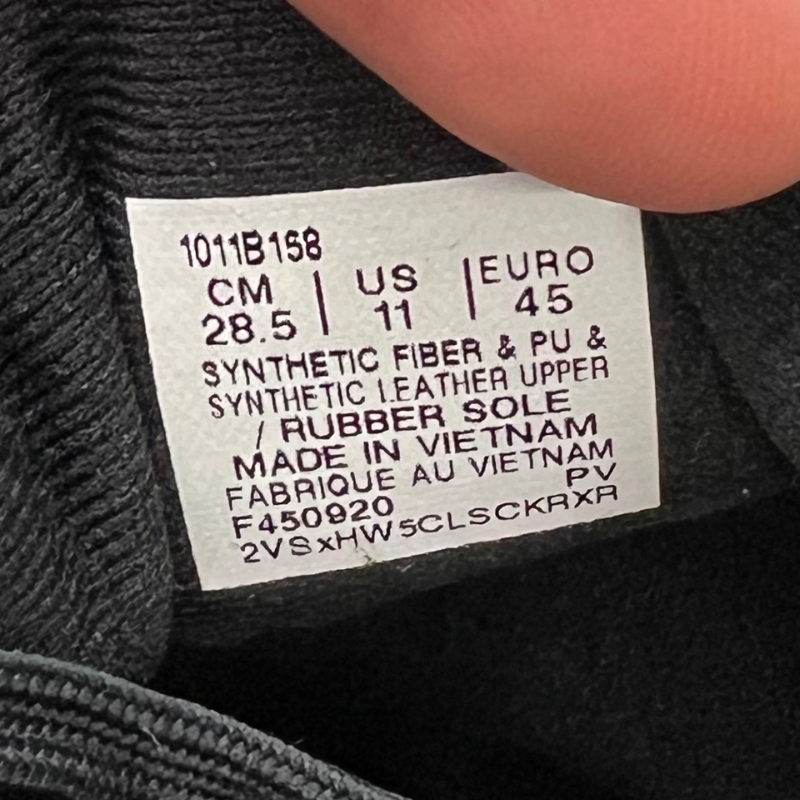 1011B158
CM | US | EURO
28.5 | 11 | 45
SYNTHETIC FIBER & PU &
SYNTHETIC LEATHER UPPER
/ RUBBER SOLE
MADE IN VIETNAM
FABRIQUE AU VIETNAM
F450920 PV
2VSxHW5CLSCKRXR